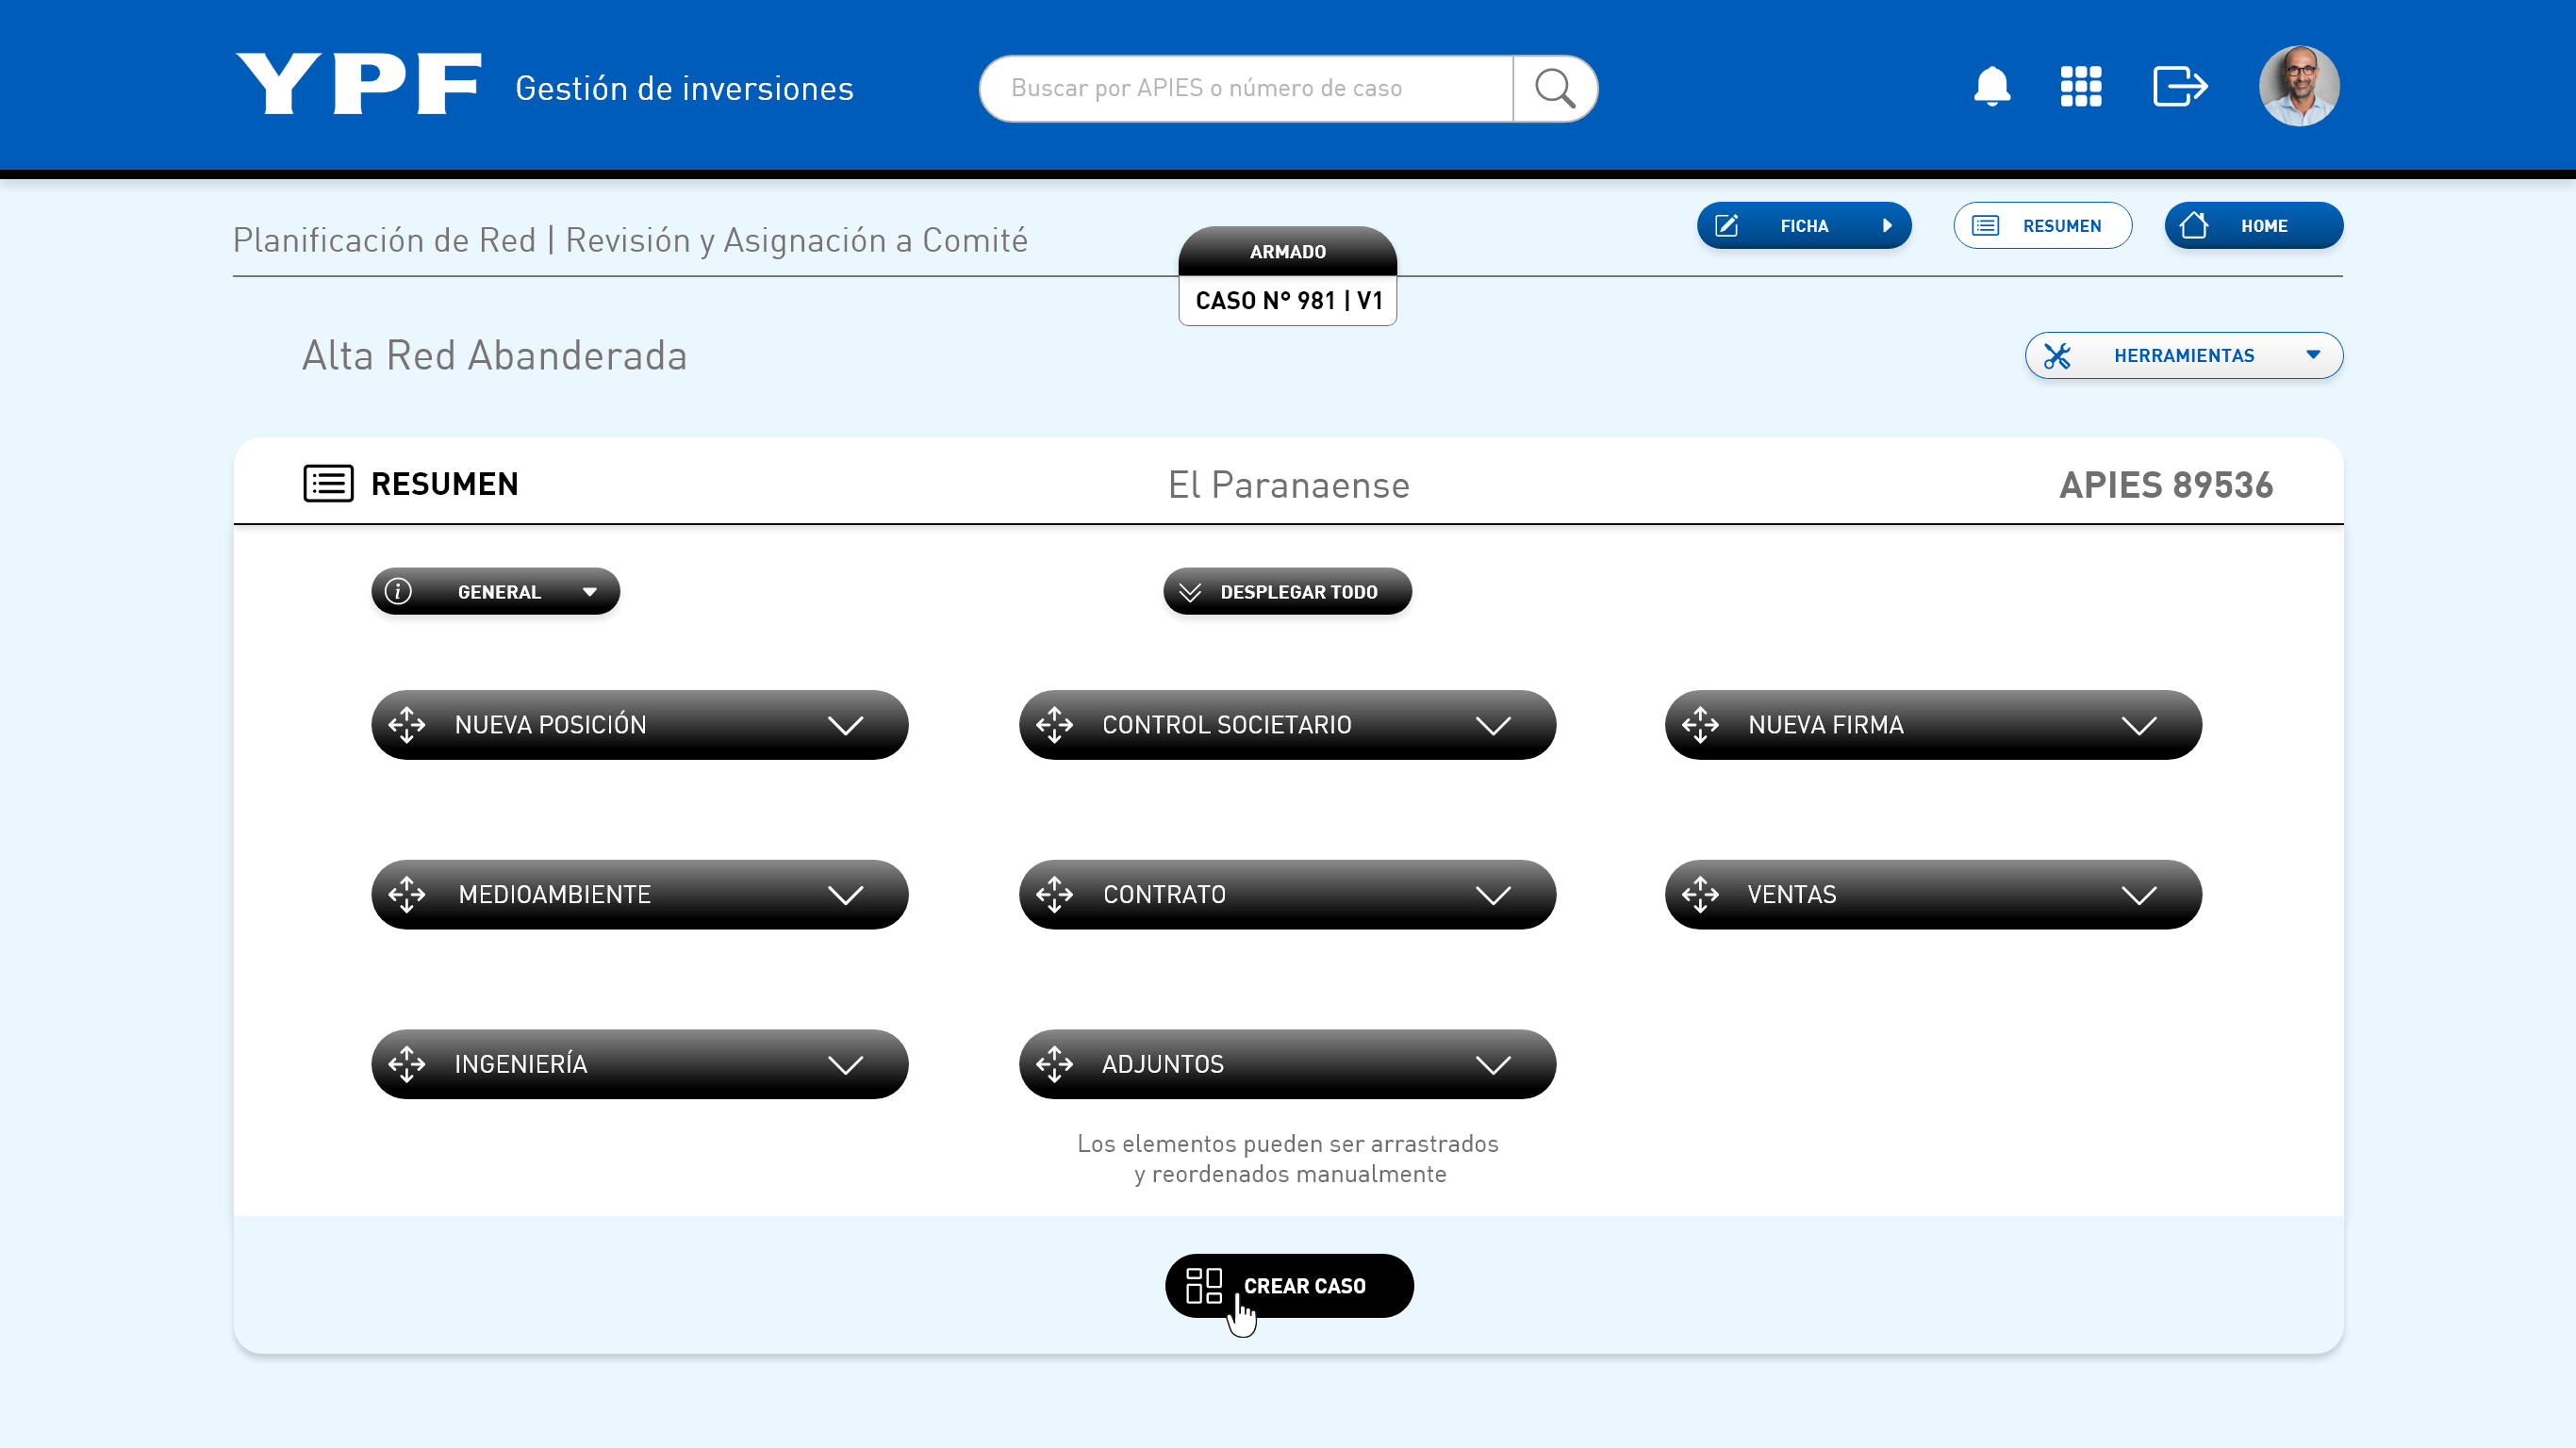 YPF Gestión de inversiones
Buscar por APIES o número de caso
Planificación de Red | Revisión y Asignación a Comité
ARMADO
CASO N° 981 | V1
FICHA
RESUMEN
HOME
Alta Red Abanderada
HERRAMIENTAS
RESUMEN
El Paranaense
APIES 89536
GENERAL
DESPLEGAR TODO
NUEVA POSICIÓN
CONTROL SOCIETARIO
NUEVA FIRMA
MEDIOAMBIENTE
CONTRATO
VENTAS
INGENIERÍA
ADJUNTOS
Los elementos pueden ser arrastrados
y reordenados manualmente
CREAR CASO